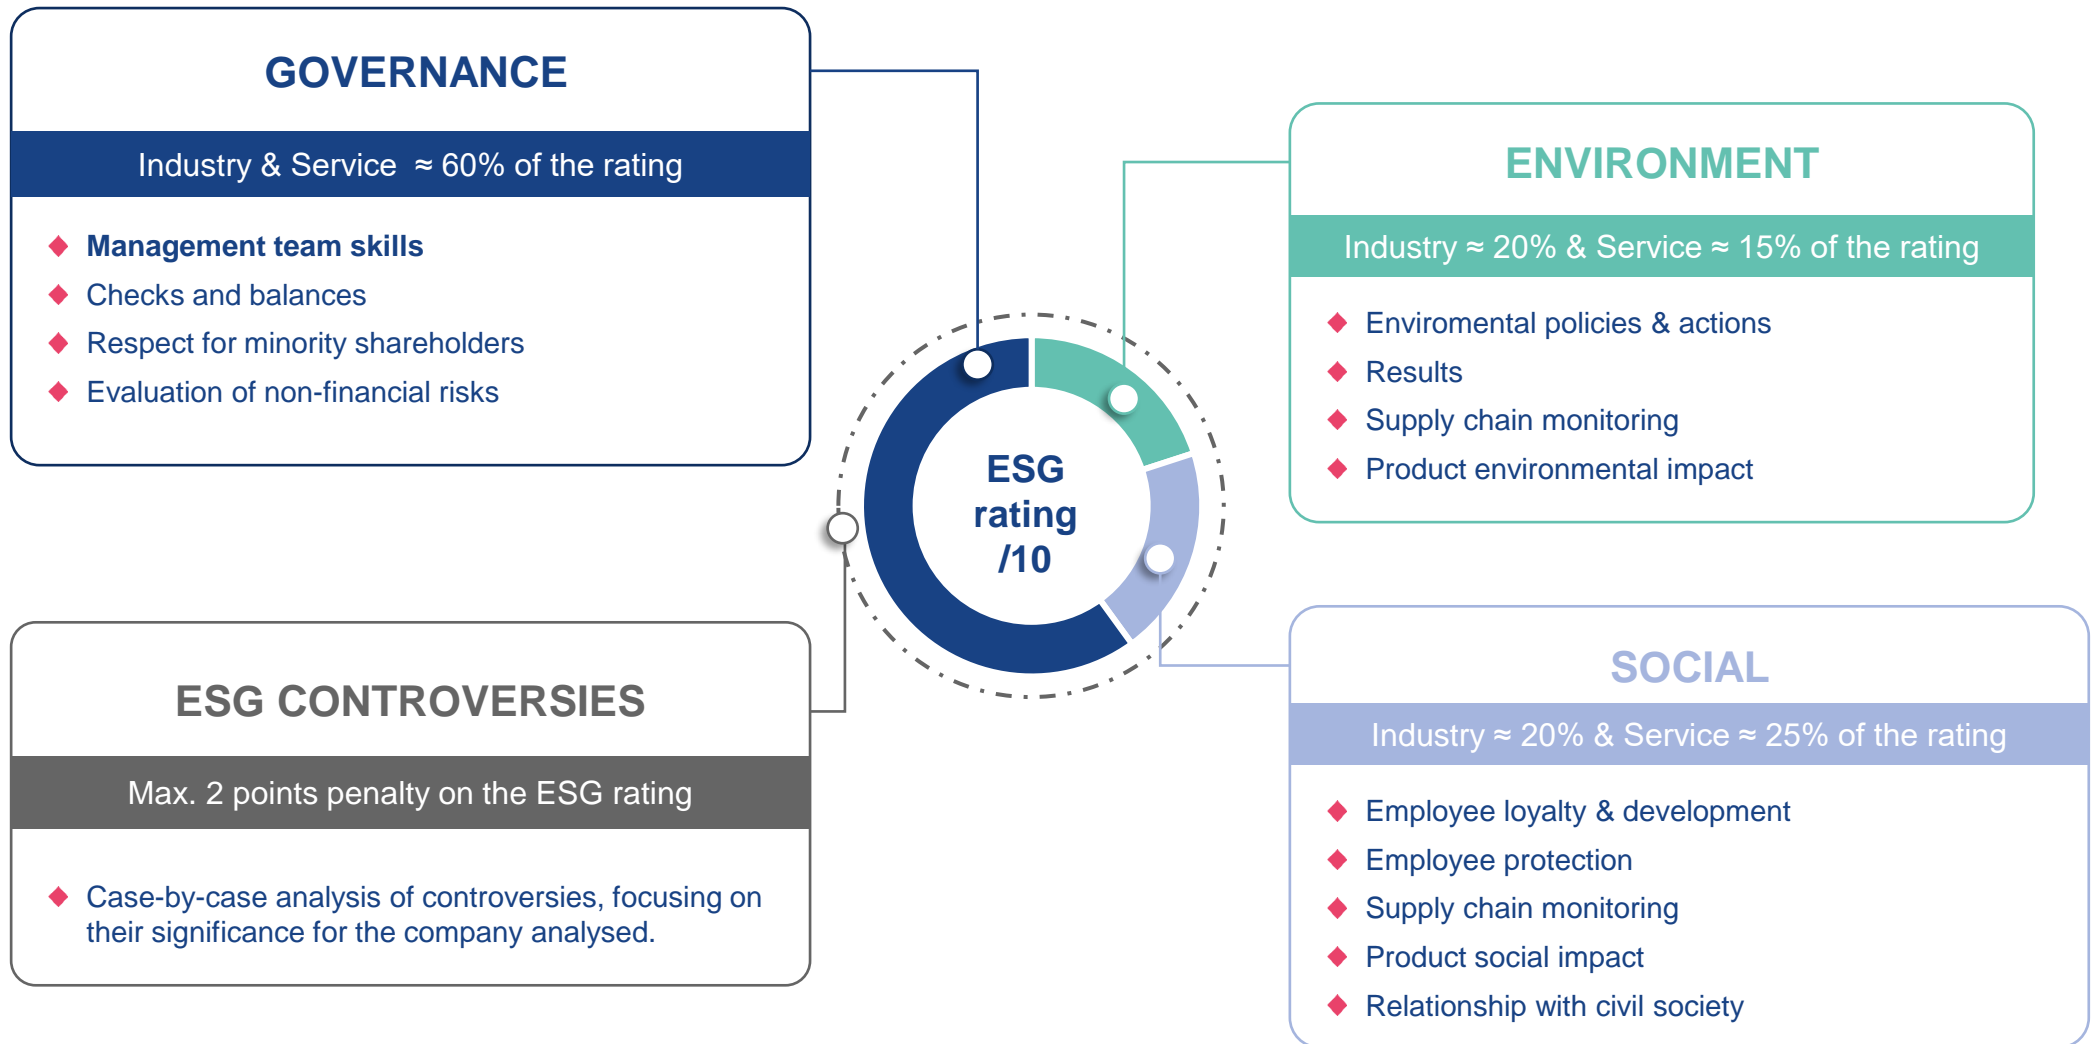 GOVERNANCE
Industry & Service ≈ 60% of the rating
Management team skills
Checks and balances
Respect for minority shareholders
Evaluation of non-financial risks
ENVIRONMENT
Industry ≈ 20% & Service ≈ 15% of the rating
Enviromental policies & actions
Results
Supply chain monitoring
Product environmental impact
ESG
rating
/10
ESG CONTROVERSIES
Max. 2 points penalty on the ESG rating
Case-by-case analysis of controversies, focusing on
their significance for the company analysed.
SOCIAL
Industry ≈ 20% & Service ≈ 25% of the rating
Employee loyalty & development
Employee protection
Supply chain monitoring
Product social impact
Relationship with civil society